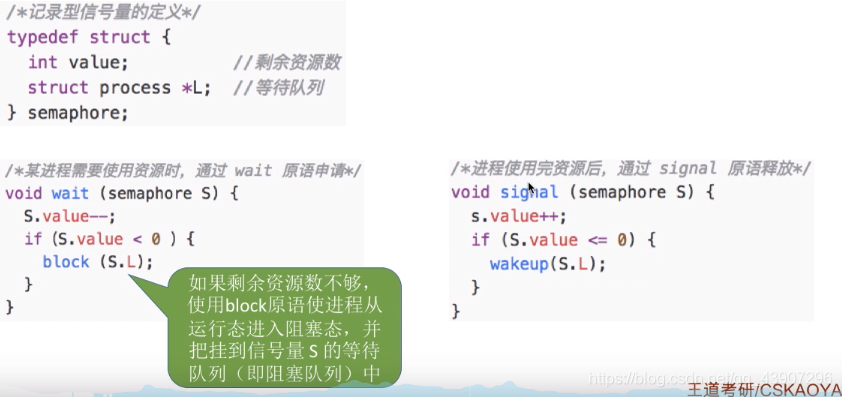 /*记录型信号量的定义*/
typedef struct {
int value; //剩余资源数
struct process *L; //等待队列
} semaphore;
/*某进程需要使用资源时，通过 wait 原语申请*/
void wait (semaphore S) {
S.value--;
if (S.value < 0 ) {
block (S.L);
}
}
如果剩余资源数不够，
使用block原语使进程从
运行态进入阻塞态，并
把挂到信号量 S 的等待
队列（即阻塞队列）中
/*进程使用完资源后，通过 signal 原语释放*/
void signal (semaphore S) {
s.value++;
if (S.value <= 0) {
wakeup(S.L);
}
}
https://blog.csdn.net/qq_43907296
王道考研/CSKAOYA